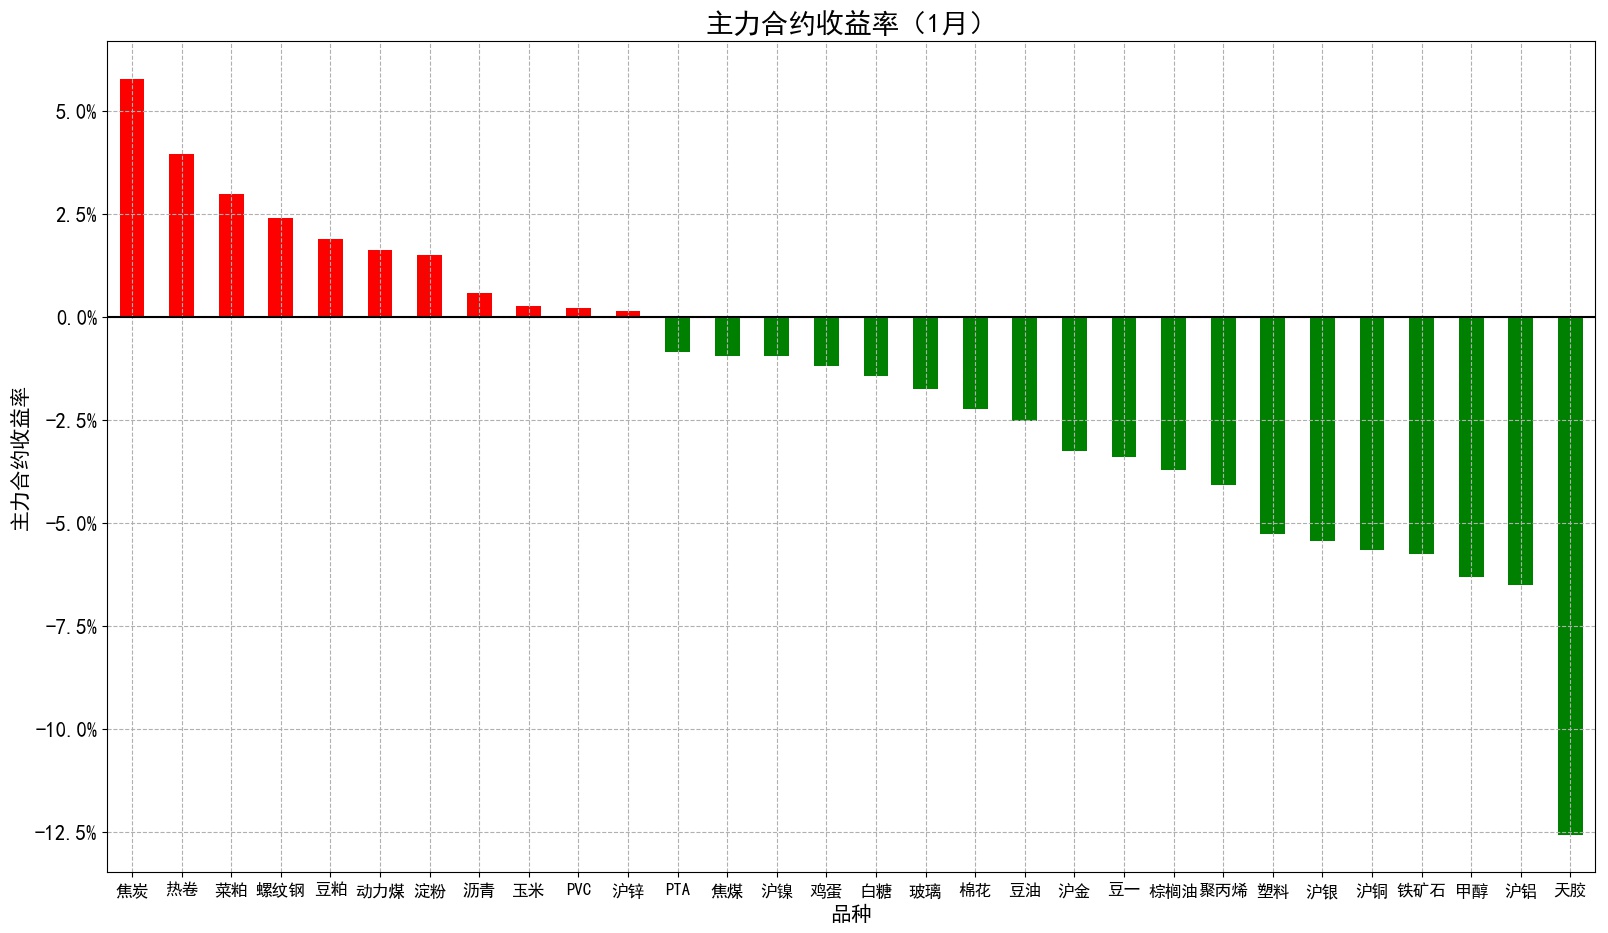 主力合约收益率（1月）
主力合约收益率
5.0%
2.5%
0.0%
−2.5%
−5.0%
−7.5%
−10.0%
−12.5%
焦炭 热卷 菜粕 螺纹钢 豆粕 动力煤 淀粉 沥青 玉米 PVC 沪锌 PTA 焦煤 沪镍 鸡蛋 白糖 玻璃 棉花 豆油 沪金 豆一 棕榈油 聚丙烯 塑料 沪银 沪铜 铁矿石 甲醇 沪铝 天胶
品种